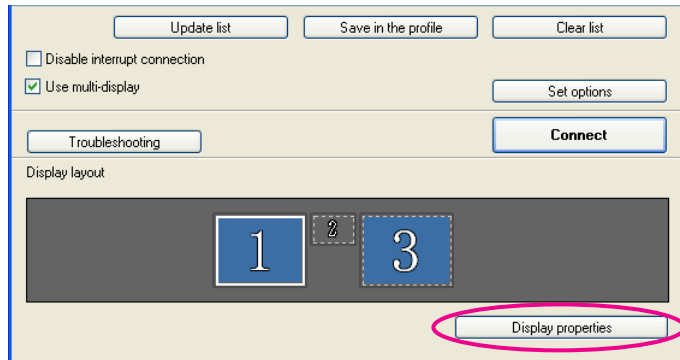 Update list Save in the profile Clear list
Disable interrupt connection
Use multi-display
Set options
Troubleshooting Connect
Display layout
1 2 3
Display properties